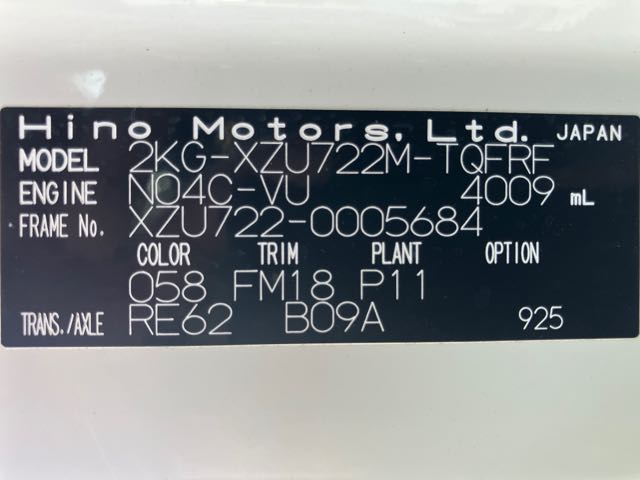 Hino Motors, Ltd. JAPAN
MODEL 2KG-XZU722M-TQFRF
ENGINE N04C-VU 4009 mL
FRAME No. XZU722-0005684
COLOR TRIM PLANT OPTION
058 FM18 P11
TRANS./AXLE RE62 B09A 925